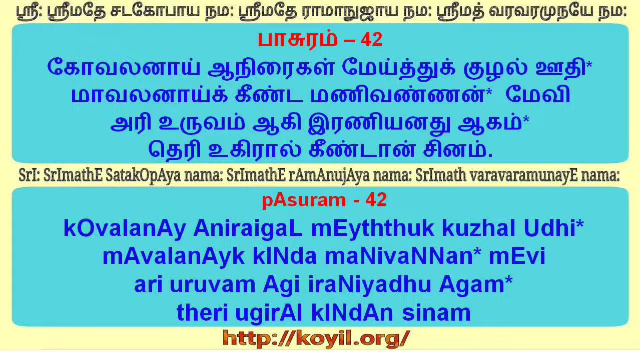 ஸ்ரீ: ஸ்ரீமதே சடகோபாய நம: ஸ்ரீமதே ராமாநுஜாய நம: ஸ்ரீமத் வரவரமுநயே நம:
பாசுரம் – 42
கோவலனாய் ஆநிரைகள் மேய்த்துக் குழல் ஊதி*
மாவலனாய்க் கீண்ட மணிவண்ணன்* மேவி
அரி உருவம் ஆகி இரணியனது ஆகம்*
தெரி உகிரால் கீண்டான் சினம்.
SrI: SrImathE SatakOpAya nama: SrImathE rAmAnujAya nama: SrImath varavaramunayE nama:
pAsuram - 42
kOvalanAy AniraigaL mEyththuk kuzhal Udhi*
mAvalanAyk kINda maNivaNNan* mEvi
ari uruvam Agi iraNiyadhu Agam*
theri ugirAl kINdAn sinam
http://koyil.org/